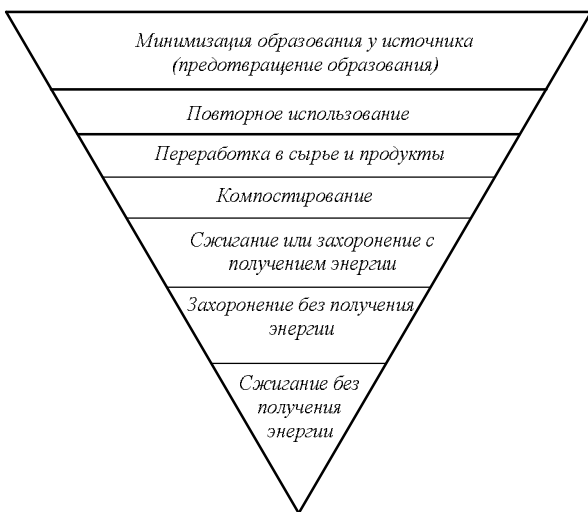 Минимизация образования у источника
(предотвращение образования)
Повторное использование
Переработка в сырье и продукты
Компостирование
Сжигание или захоронение с
получением энергии
Захоронение без получения
энергии
Сжигание без
получения
энергии